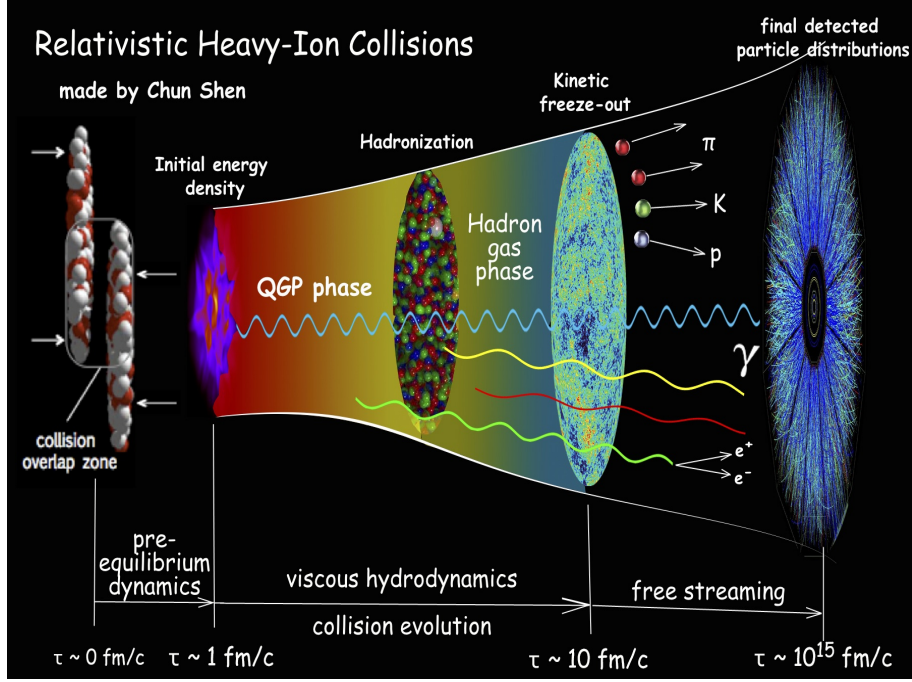 Relativistic Heavy-Ion Collisions
made by Chun Shen
final detected
particle distributions
Kinetic
freeze-out
Hadronization
Initial energy
density
π
K
p
Hadron
gas
phase
QGP phase
γ
collision
overlap zone
e⁺
e⁻
pre-
equilibrium
dynamics
viscous hydrodynamics
collision evolution
free streaming
τ ~ 0 fm/c
τ ~ 1 fm/c
τ ~ 10 fm/c
τ ~ 10¹⁵ fm/c